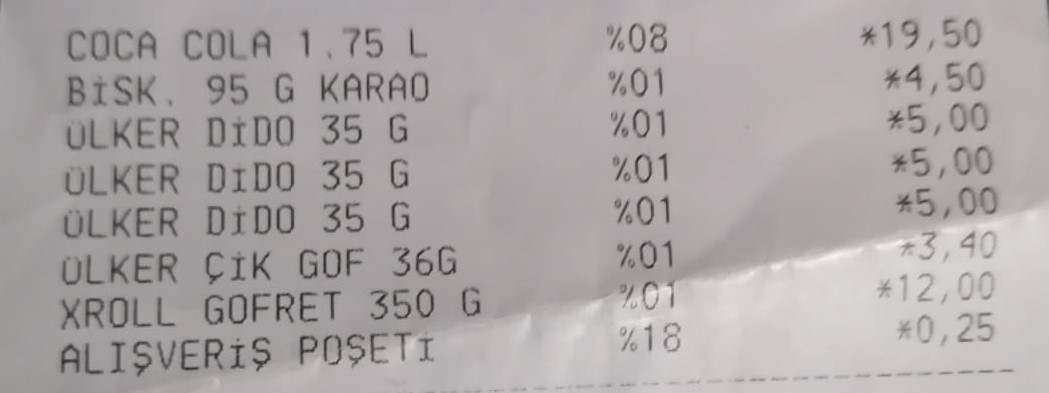 COCA COLA 1.75 L %08 *19,50
BİSK. 95 G KARAO %01 *4,50
ÜLKER DİDO 35 G %01 *5,00
ÜLKER DİDO 35 G %01 *5,00
ÜLKER DİDO 35 G %01 *5,00
ÜLKER ÇİK GOF 36G %01 *3,40
XROLL GOFRET 350 G %01 *12,00
ALIŞVERİŞ POŞETİ %18 *0,25